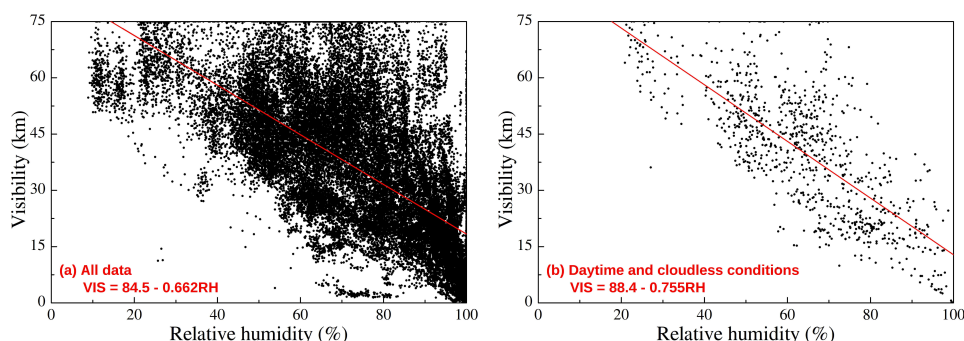 75
60
45
30
15
0
Visibility (km)
(a) All data
VIS = 84.5 - 0.662RH
0 20 40 60 80 100
Relative humidity (%)
75
60
45
30
15
0
Visibility (km)
(b) Daytime and cloudless conditions
VIS = 88.4 - 0.755RH
0 20 40 60 80 100
Relative humidity (%)